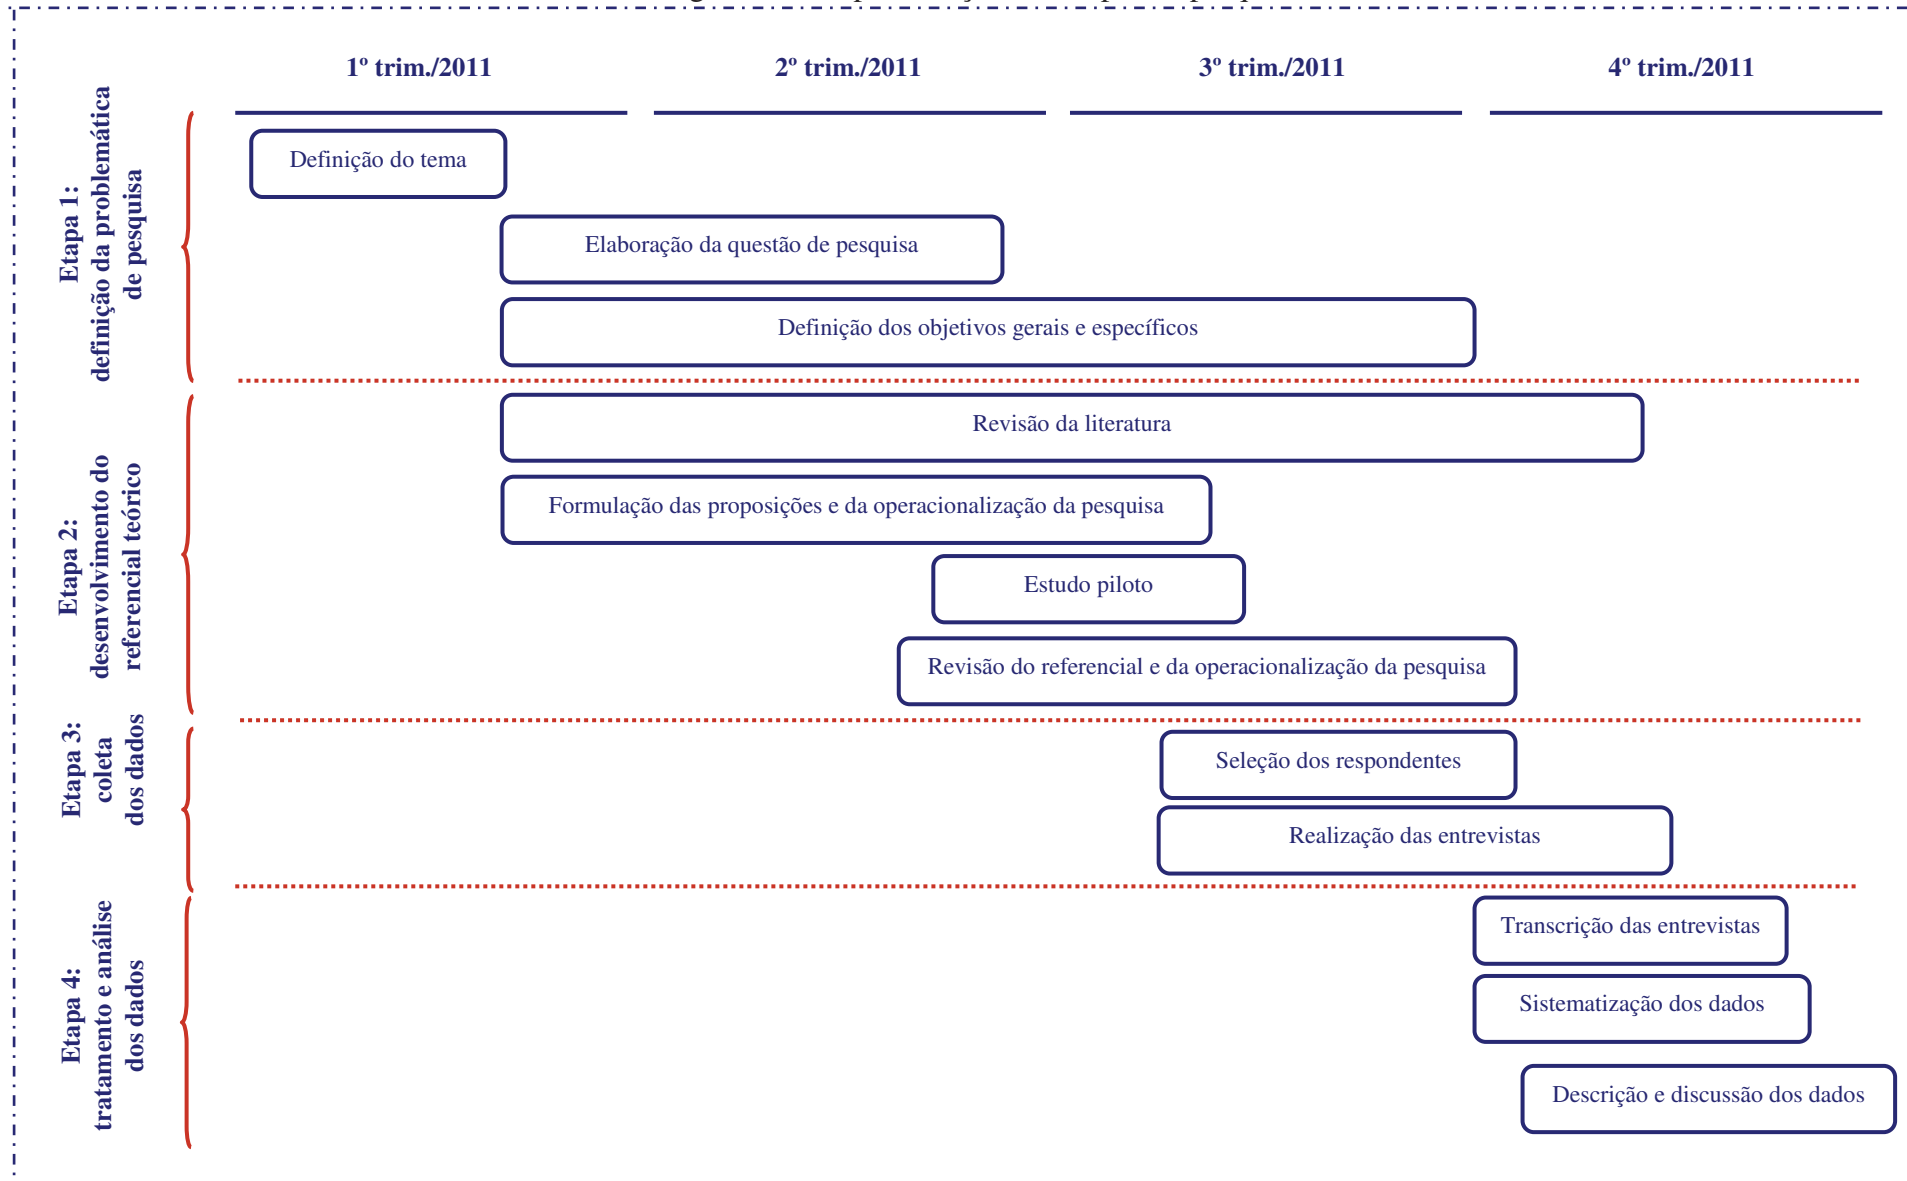 1º trim./2011
2º trim./2011
3º trim./2011
4º trim./2011
Etapa 1:
definição da problemática
de pesquisa
Definição do tema
Elaboração da questão de pesquisa
Definição dos objetivos gerais e específicos
Etapa 2:
desenvolvimento do
referencial teórico
Revisão da literatura
Formulação das proposições e da operacionalização da pesquisa
Estudo piloto
Revisão do referencial e da operacionalização da pesquisa
Etapa 3:
coleta
dos dados
Seleção dos respondentes
Realização das entrevistas
Etapa 4:
tratamento e análise
dos dados
Transcrição das entrevistas
Sistematização dos dados
Descrição e discussão dos dados